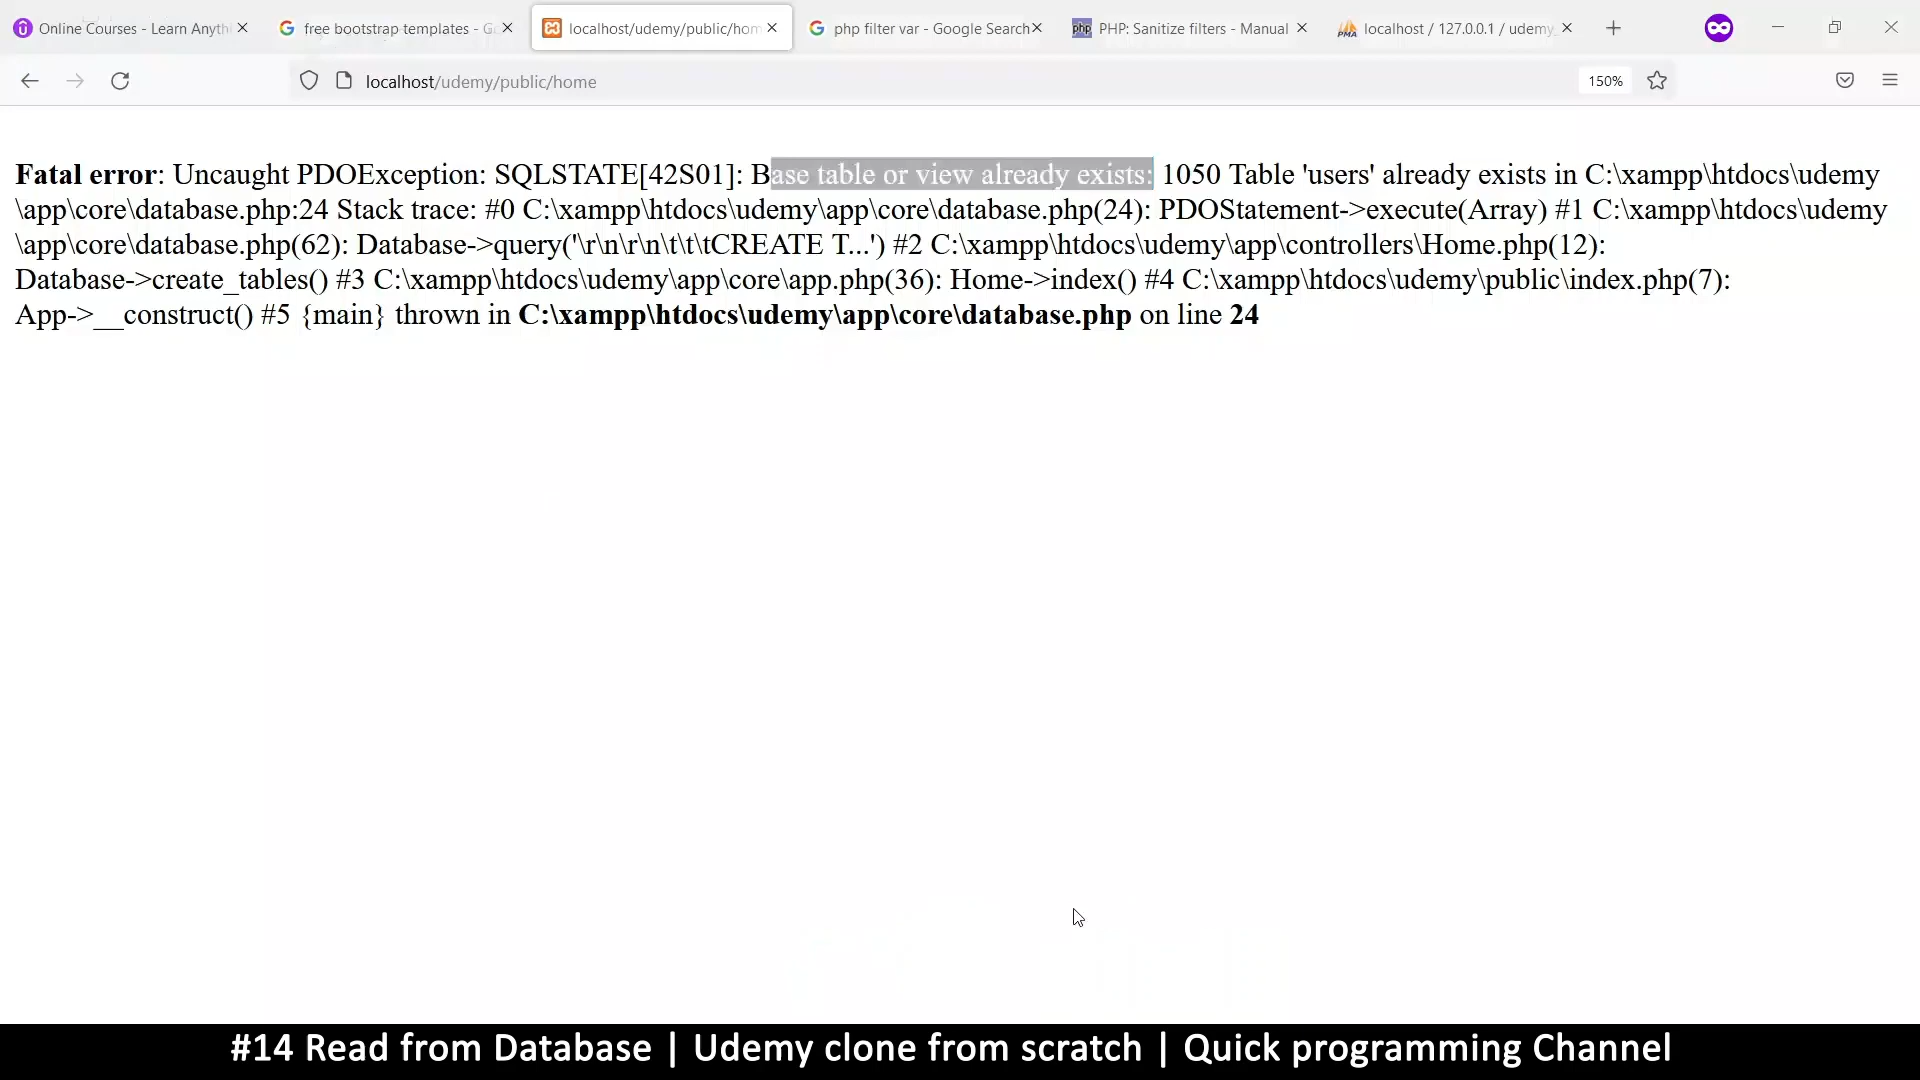 Online Courses - Learn Anythi
free bootstrap templates - Go
localhost/udemy/public/hom
php filter var - Google Search
php
PHP: Sanitize filters - Manual
PMA
localhost / 127.0.0.1 / udemy_
localhost/udemy/public/home
150%
Fatal error: Uncaught PDOException: SQLSTATE[42S01]: Base table or view already exists: 1050 Table 'users' already exists in C:\xampp\htdocs\udemy
\app\core\database.php:24 Stack trace: #0 C:\xampp\htdocs\udemy\app\core\database.php(24): PDOStatement->execute(Array) #1 C:\xampp\htdocs\udemy
\app\core\database.php(62): Database->query('\r\n\r\n\t\t\tCREATE T...') #2 C:\xampp\htdocs\udemy\app\controllers\Home.php(12):
Database->create_tables() #3 C:\xampp\htdocs\udemy\app\core\app.php(36): Home->index() #4 C:\xampp\htdocs\udemy\public\index.php(7):
App->__construct() #5 {main} thrown in C:\xampp\htdocs\udemy\app\core\database.php on line 24
#14 Read from Database | Udemy clone from scratch | Quick programming Channel